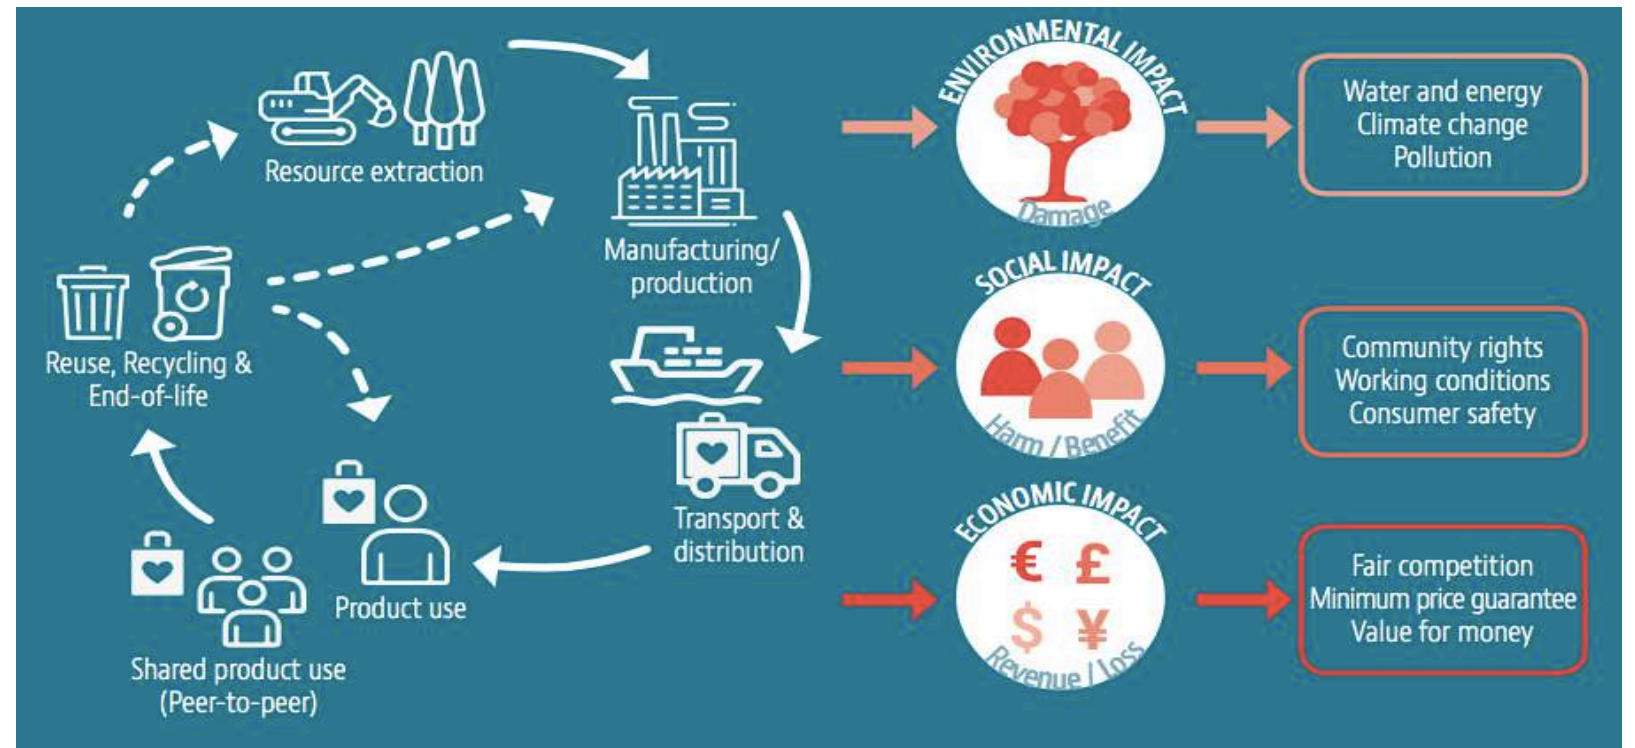 Resource extraction
Manufacturing/
production
Transport &
distribution
Product use
Shared product use
(Peer-to-peer)
Reuse, Recycling &
End-of-life
ENVIRONMENTAL IMPACT
Damage
Water and energy
Climate change
Pollution
SOCIAL IMPACT
Harm / Benefit
Community rights
Working conditions
Consumer safety
ECONOMIC IMPACT
€ £
$ ¥
Revenue / Loss
Fair competition
Minimum price guarantee
Value for money